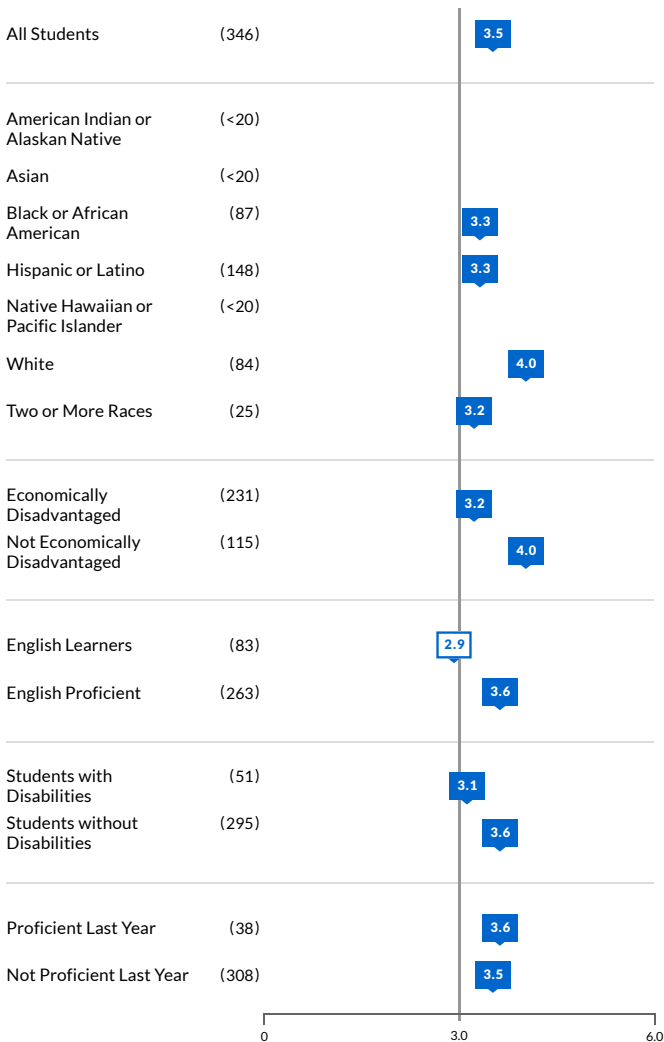 All Students (346) 3.5
American Indian or (<20)
Alaskan Native
Asian (<20)
Black or African (87) 3.3
American
Hispanic or Latino (148) 3.3
Native Hawaiian or (<20)
Pacific Islander
White (84) 4.0
Two or More Races (25) 3.2
Economically (231) 3.2
Disadvantaged
Not Economically (115) 4.0
Disadvantaged
English Learners (83) 2.9
English Proficient (263) 3.6
Students with (51) 3.1
Disabilities
Students without (295) 3.6
Disabilities
Proficient Last Year (38) 3.6
Not Proficient Last Year (308) 3.5
0 3.0 6.0